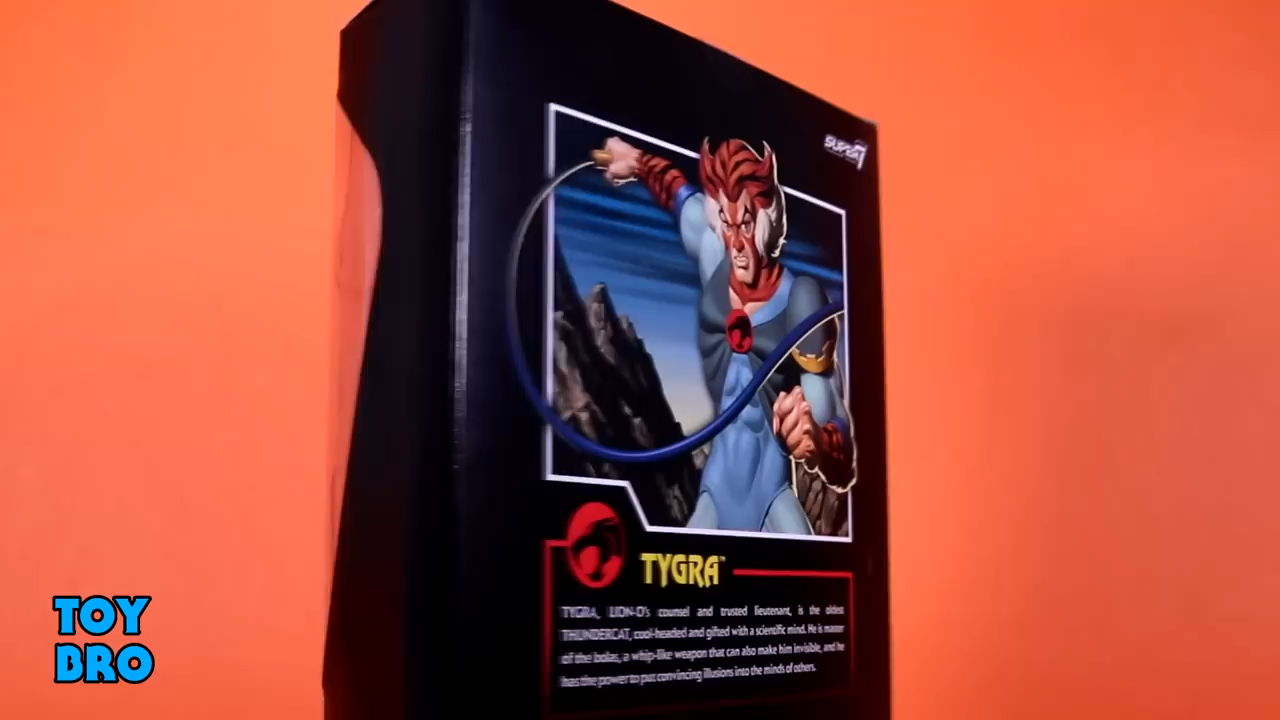 SUPER7
TYGRA™
TYGRA, LION-O's counsel and trusted lieutenant, is the oldest
THUNDERCAT, cool-headed and gifted with a scientific mind. He is master
of the bolas, a whip-like weapon that can also make him invisible, and he
has the power to put convincing illusions into the minds of others.
TOY
BRO